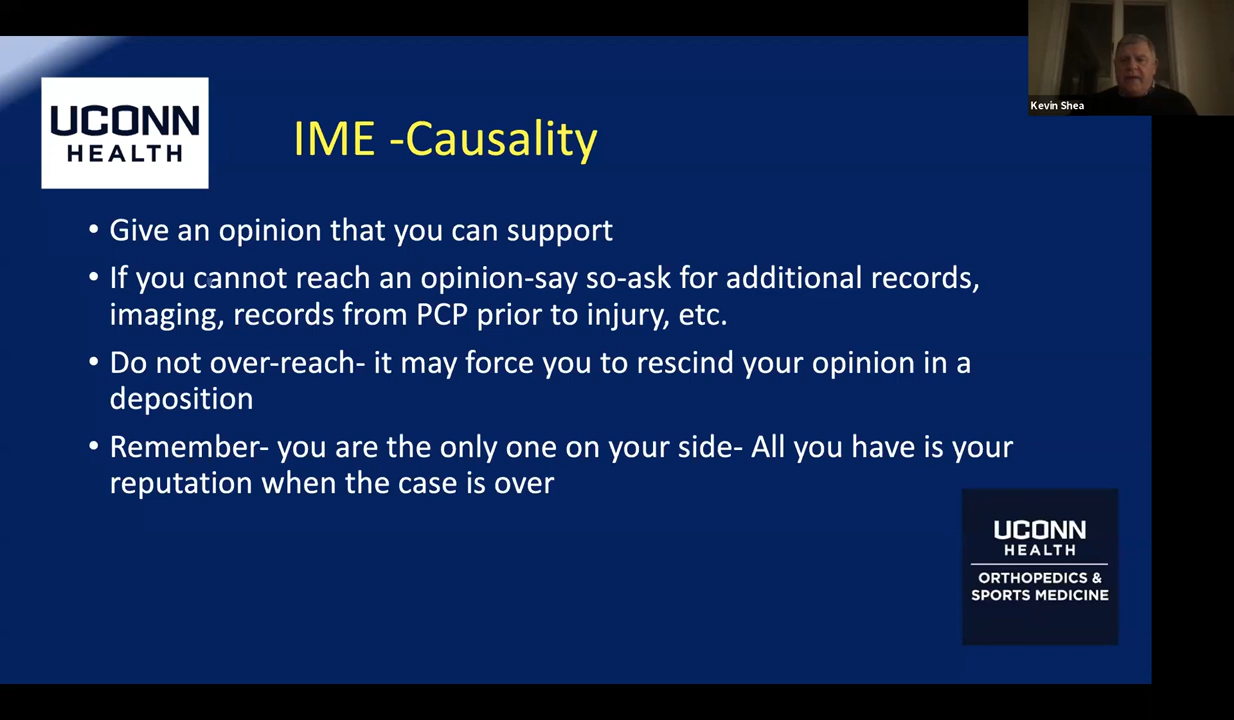 Kevin Shea
UCONN
HEALTH
IME -Causality
• Give an opinion that you can support
• If you cannot reach an opinion-say so-ask for additional records,
imaging, records from PCP prior to injury, etc.
• Do not over-reach- it may force you to rescind your opinion in a
deposition
• Remember- you are the only one on your side- All you have is your
reputation when the case is over
UCONN
HEALTH
ORTHOPEDICS &
SPORTS MEDICINE